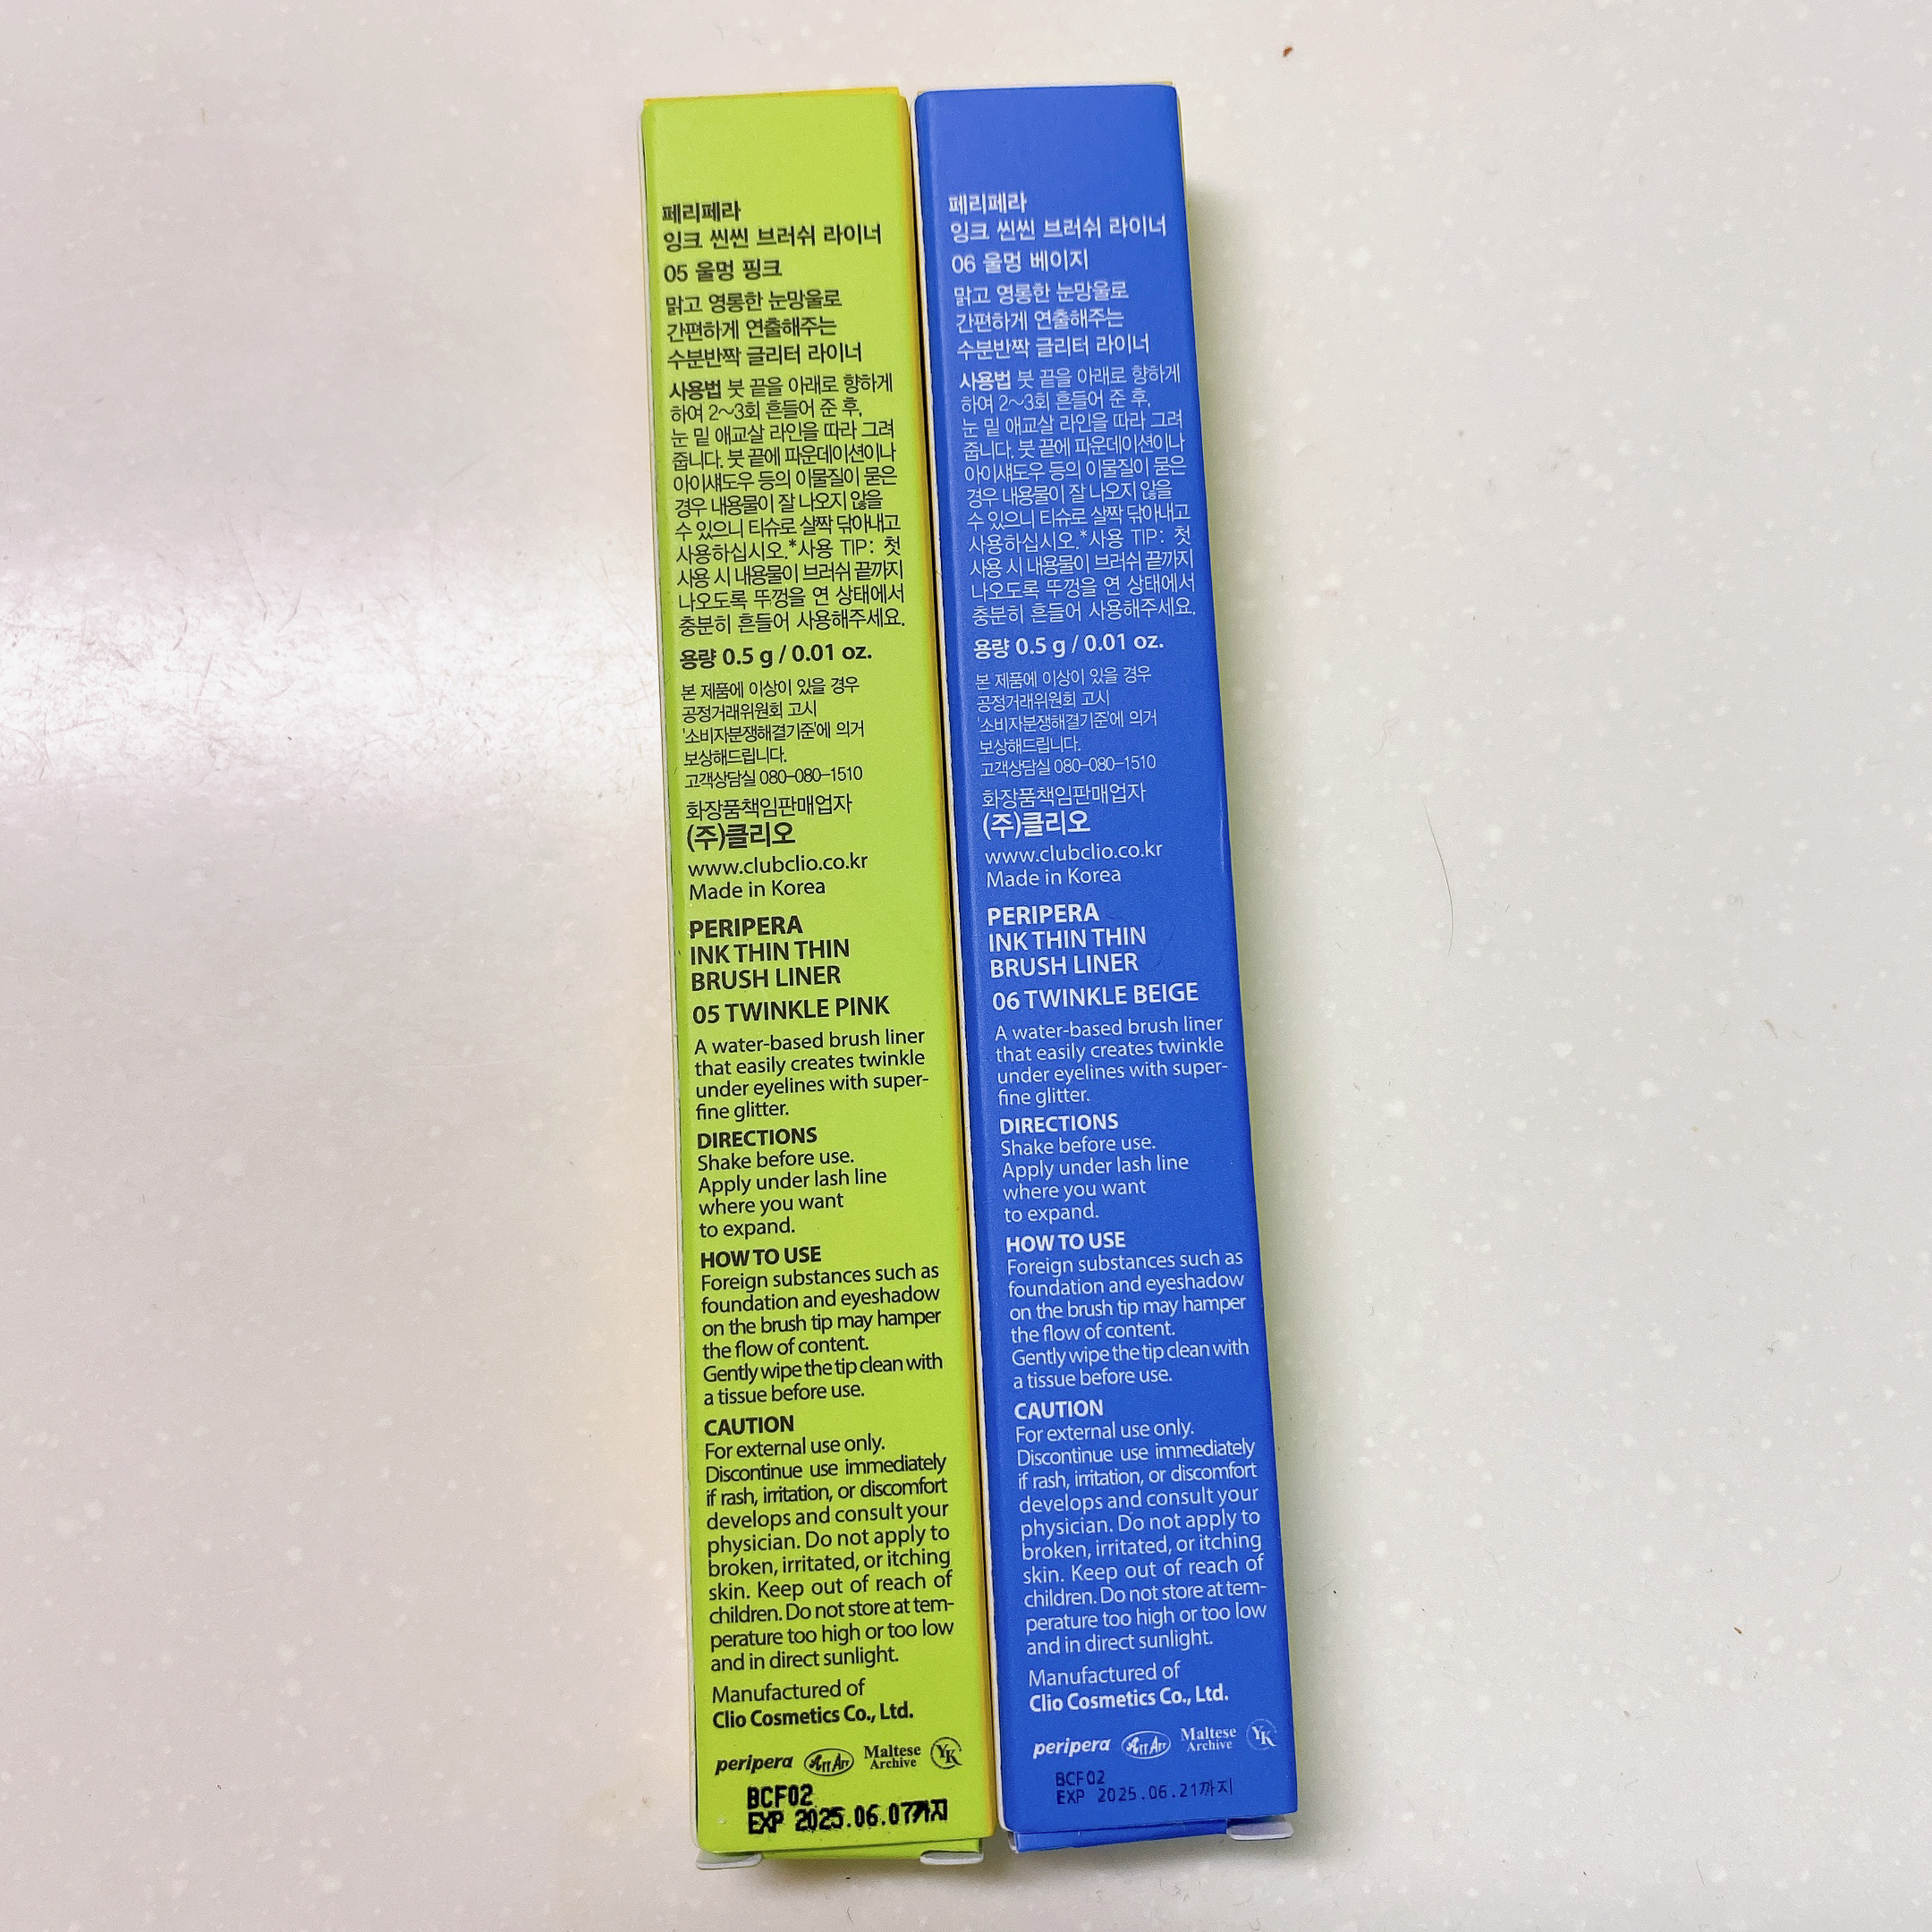 페리페라
잉크 씬씬 브러쉬 라이너
05 울멍 핑크
맑고 영롱한 눈망울로
간편하게 연출해주는
수분반짝 글리터 라이너
사용법 붓 끝을 아래로 향하게
하여 2~3회 흔들어 준 후,
눈 밑 애교살 라인을 따라 그려
줍니다. 붓 끝에 파운데이션이나
아이섀도우 등의 이물질이 묻은
경우 내용물이 잘 나오지 않을
수 있으니 티슈로 살짝 닦아내고
사용하십시오.*사용 TIP: 첫
사용 시 내용물이 브러쉬 끝까지
나오도록 뚜껑을 연 상태에서
충분히 흔들어 사용해주세요.
용량 0.5 g / 0.01 oz.
본 제품에 이상이 있을 경우
공정거래위원회 고시
'소비자분쟁해결기준'에 의거
보상해드립니다.
고객상담실 080-080-1510
화장품책임판매업자
(주)클리오
www.clubclio.co.kr
Made in Korea
PERIPERA
INK THIN THIN
BRUSH LINER
05 TWINKLE PINK
A water-based brush liner
that easily creates twinkle
under eyelines with super-
fine glitter.
DIRECTIONS
Shake before use.
Apply under lash line
where you want
to expand.
HOW TO USE
Foreign substances such as
foundation and eyeshadow
on the brush tip may hamper
the flow of content.
Gently wipe the tip clean with
a tissue before use.
CAUTION
For external use only.
Discontinue use immediately
if rash, irritation, or discomfort
develops and consult your
physician. Do not apply to
broken, irritated, or itching
skin. Keep out of reach of
children. Do not store at tem-
perature too high or too low
and in direct sunlight.
Manufactured of
Clio Cosmetics Co., Ltd.
peripera Att Att Maltese Archive YK
BCF02
EXP 2025.06.07까지
페리페라
잉크 씬씬 브러쉬 라이너
06 울멍 베이지
맑고 영롱한 눈망울로
간편하게 연출해주는
수분반짝 글리터 라이너
사용법 붓 끝을 아래로 향하게
하여 2~3회 흔들어 준 후,
눈 밑 애교살 라인을 따라 그려
줍니다. 붓 끝에 파운데이션이나
아이섀도우 등의 이물질이 묻은
경우 내용물이 잘 나오지 않을
수 있으니 티슈로 살짝 닦아내고
사용하십시오.*사용 TIP: 첫
사용 시 내용물이 브러쉬 끝까지
나오도록 뚜껑을 연 상태에서
충분히 흔들어 사용해주세요.
용량 0.5 g / 0.01 oz.
본 제품에 이상이 있을 경우
공정거래위원회 고시
'소비자분쟁해결기준'에 의거
보상해드립니다.
고객상담실 080-080-1510
화장품책임판매업자
(주)클리오
www.clubclio.co.kr
Made in Korea
PERIPERA
INK THIN THIN
BRUSH LINER
06 TWINKLE BEIGE
A water-based brush liner
that easily creates twinkle
under eyelines with super-
fine glitter.
DIRECTIONS
Shake before use.
Apply under lash line
where you want
to expand.
HOW TO USE
Foreign substances such as
foundation and eyeshadow
on the brush tip may hamper
the flow of content.
Gently wipe the tip clean with
a tissue before use.
CAUTION
For external use only.
Discontinue use immediately
if rash, irritation, or discomfort
develops and consult your
physician. Do not apply to
broken, irritated, or itching
skin. Keep out of reach of
children. Do not store at tem-
perature too high or too low
and in direct sunlight.
Manufactured of
Clio Cosmetics Co., Ltd.
peripera Att Att Maltese Archive YK
BCF02
EXP 2025.06.21까지